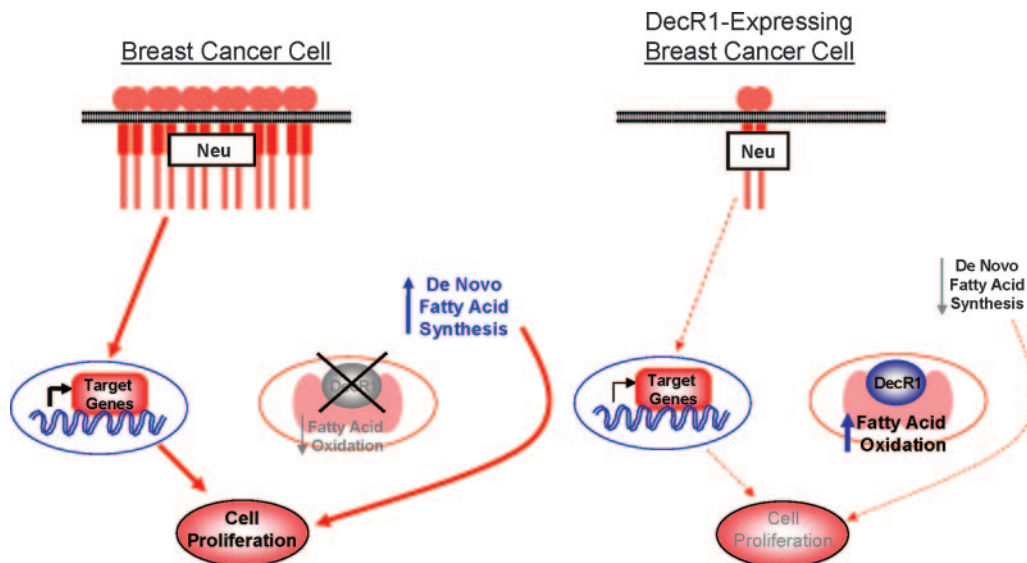 Breast Cancer Cell
Neu
De Novo
Fatty Acid
Synthesis
Target
Genes
DecR1
Fatty Acid
Oxidation
Cell
Proliferation
DecR1-Expressing
Breast Cancer Cell
Neu
De Novo
Fatty Acid
Synthesis
Target
Genes
DecR1
Fatty Acid
Oxidation
Cell
Proliferation